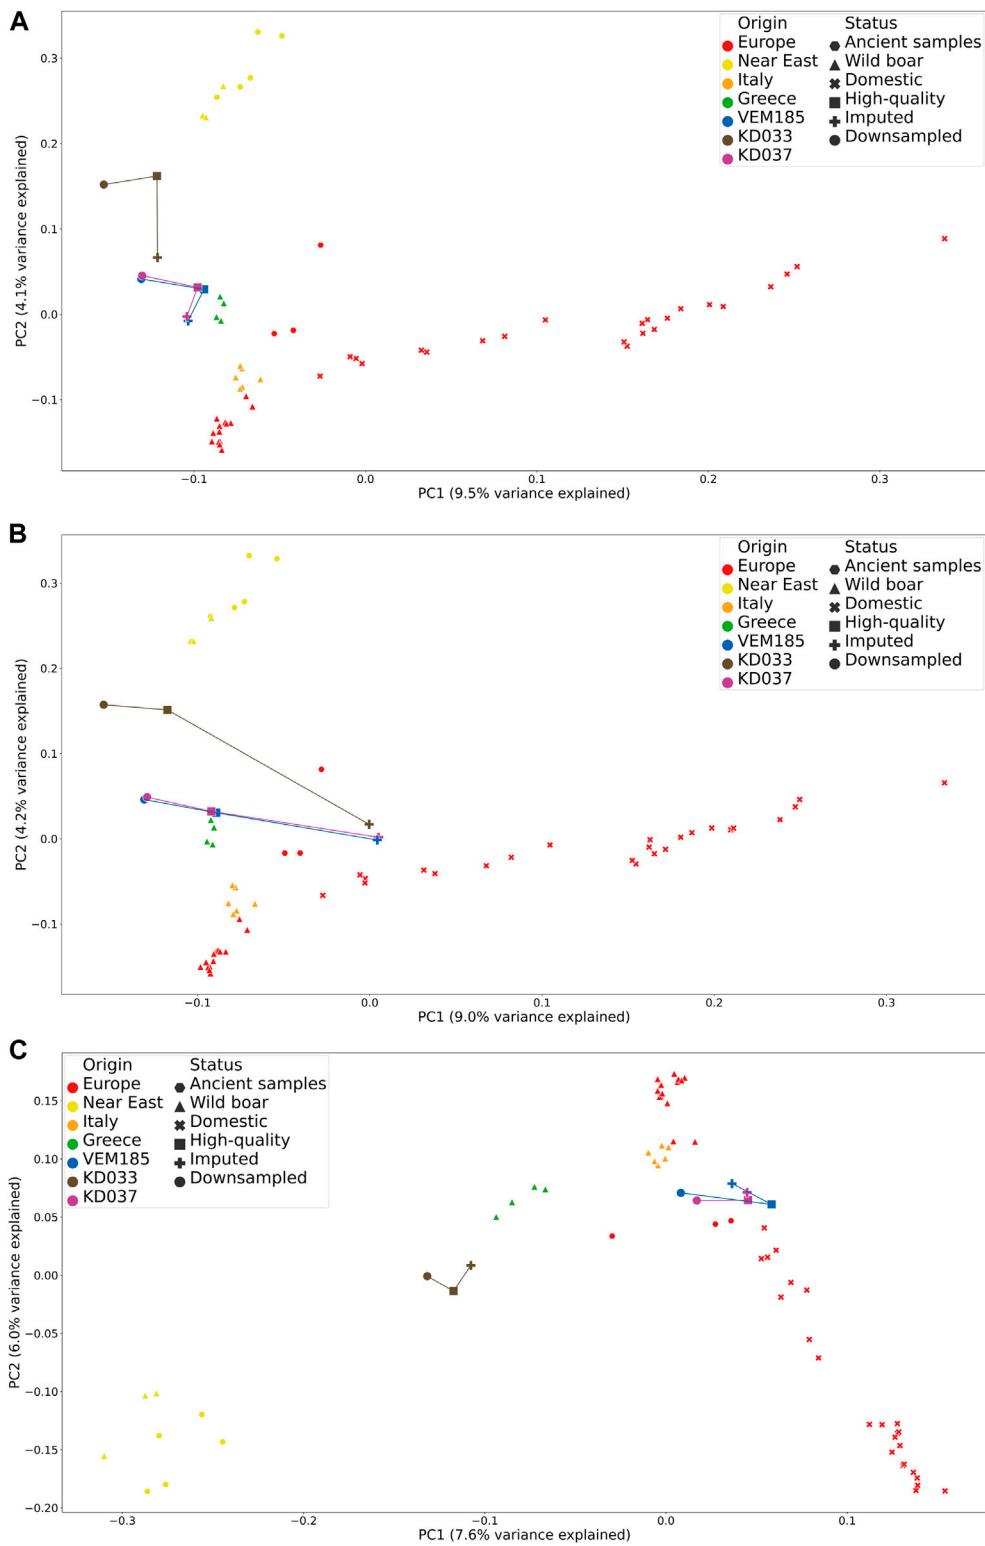 A
Origin Status
Europe Ancient samples
Near East Wild boar
Italy Domestic
Greece High-quality
VEM185 Imputed
KD033 Downsampled
KD037
0.3
0.2
0.1
0.0
−0.1
PC2 (4.1% variance explained)
−0.1 0.0 0.1 0.2 0.3
PC1 (9.5% variance explained)
B
Origin Status
Europe Ancient samples
Near East Wild boar
Italy Domestic
Greece High-quality
VEM185 Imputed
KD033 Downsampled
KD037
0.3
0.2
0.1
0.0
−0.1
PC2 (4.2% variance explained)
−0.1 0.0 0.1 0.2 0.3
PC1 (9.0% variance explained)
C
Origin Status
Europe Ancient samples
Near East Wild boar
Italy Domestic
Greece High-quality
VEM185 Imputed
KD033 Downsampled
KD037
0.15
0.10
0.05
0.00
−0.05
−0.10
−0.15
−0.20
PC2 (6.0% variance explained)
−0.3 −0.2 −0.1 0.0 0.1
PC1 (7.6% variance explained)